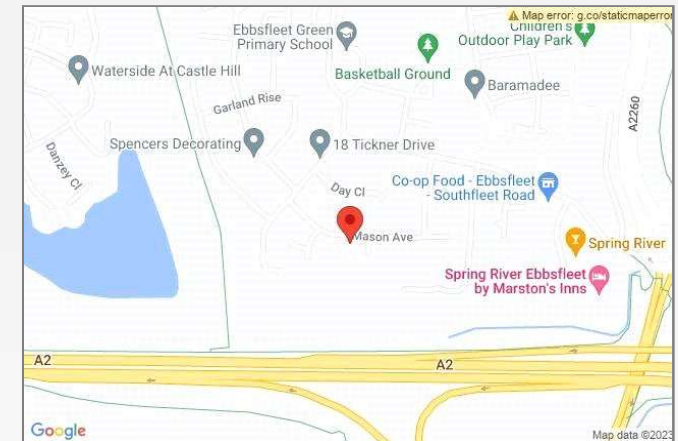 Map error: g.co/staticmaperror
Children's
Outdoor Play Park
Ebbsfleet Green
Primary School
Basketball Ground
Waterside At Castle Hill
Baramadee
Garland Rise
A2260
Spencers Decorating
18 Tickner Drive
Danzey Cl
Day Cl
Co-op Food - Ebbsfleet
- Southfleet Road
Mason Ave
Spring River
Spring River Ebbsfleet
by Marston's Inns
A2
A2
Google
Map data ©2023